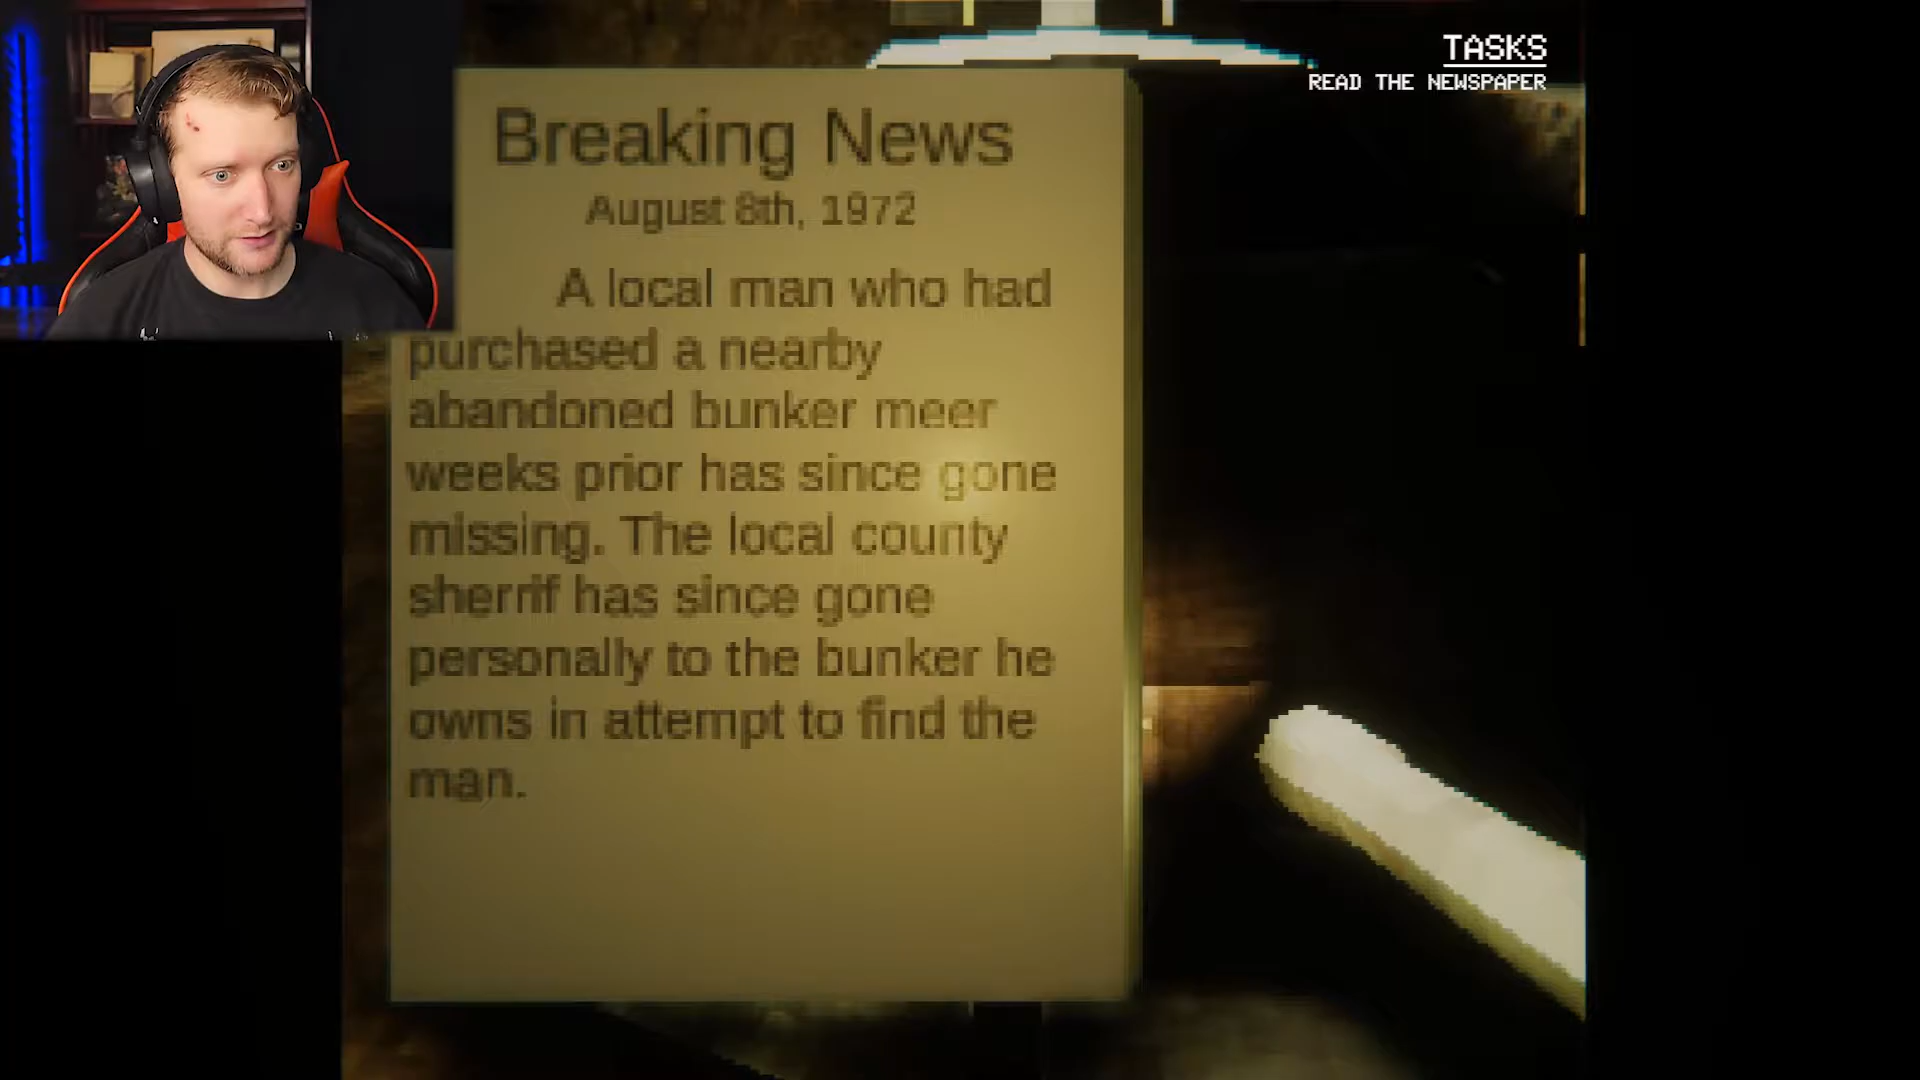 TASKS
READ THE NEWSPAPER
Breaking News
August 8th, 1972
A local man who had
purchased a nearby
abandoned bunker meer
weeks prior has since gone
missing. The local county
sherrif has since gone
personally to the bunker he
owns in attempt to find the
man.